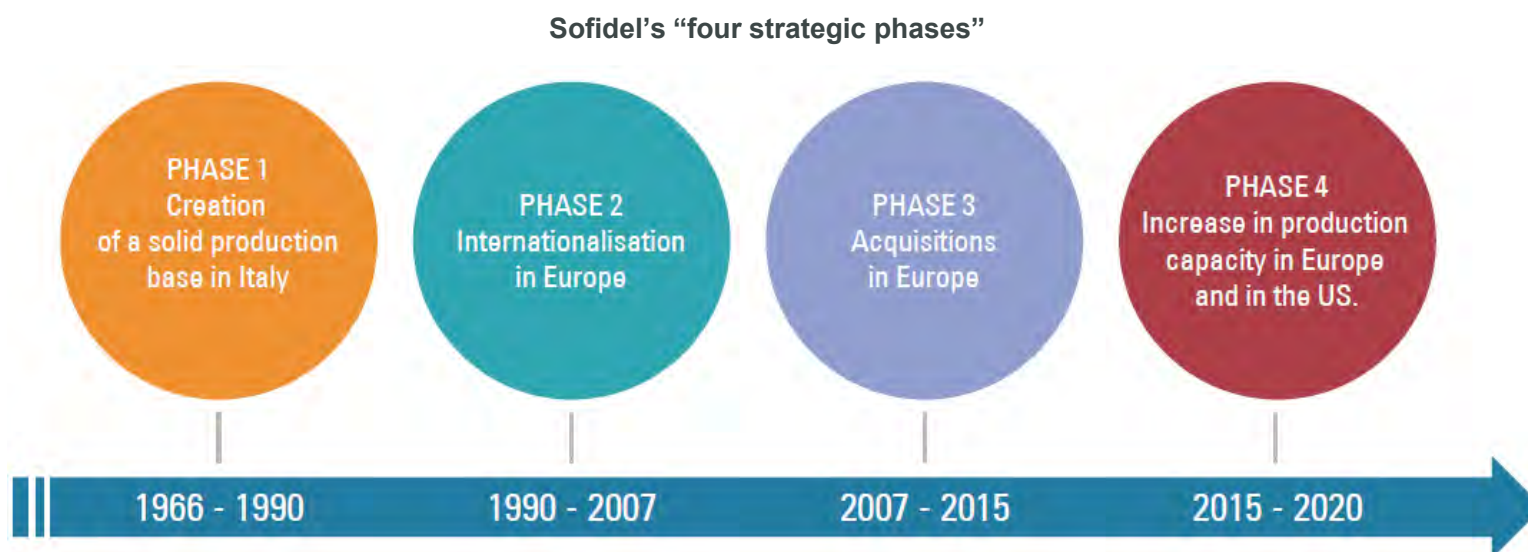 Sofidel’s “four strategic phases”
PHASE 1
Creation
of a solid production
base in Italy
PHASE 2
Internationalisation
in Europe
PHASE 3
Acquisitions
in Europe
PHASE 4
Increase in production
capacity in Europe
and in the US.
1966 - 1990
1990 - 2007
2007 - 2015
2015 - 2020